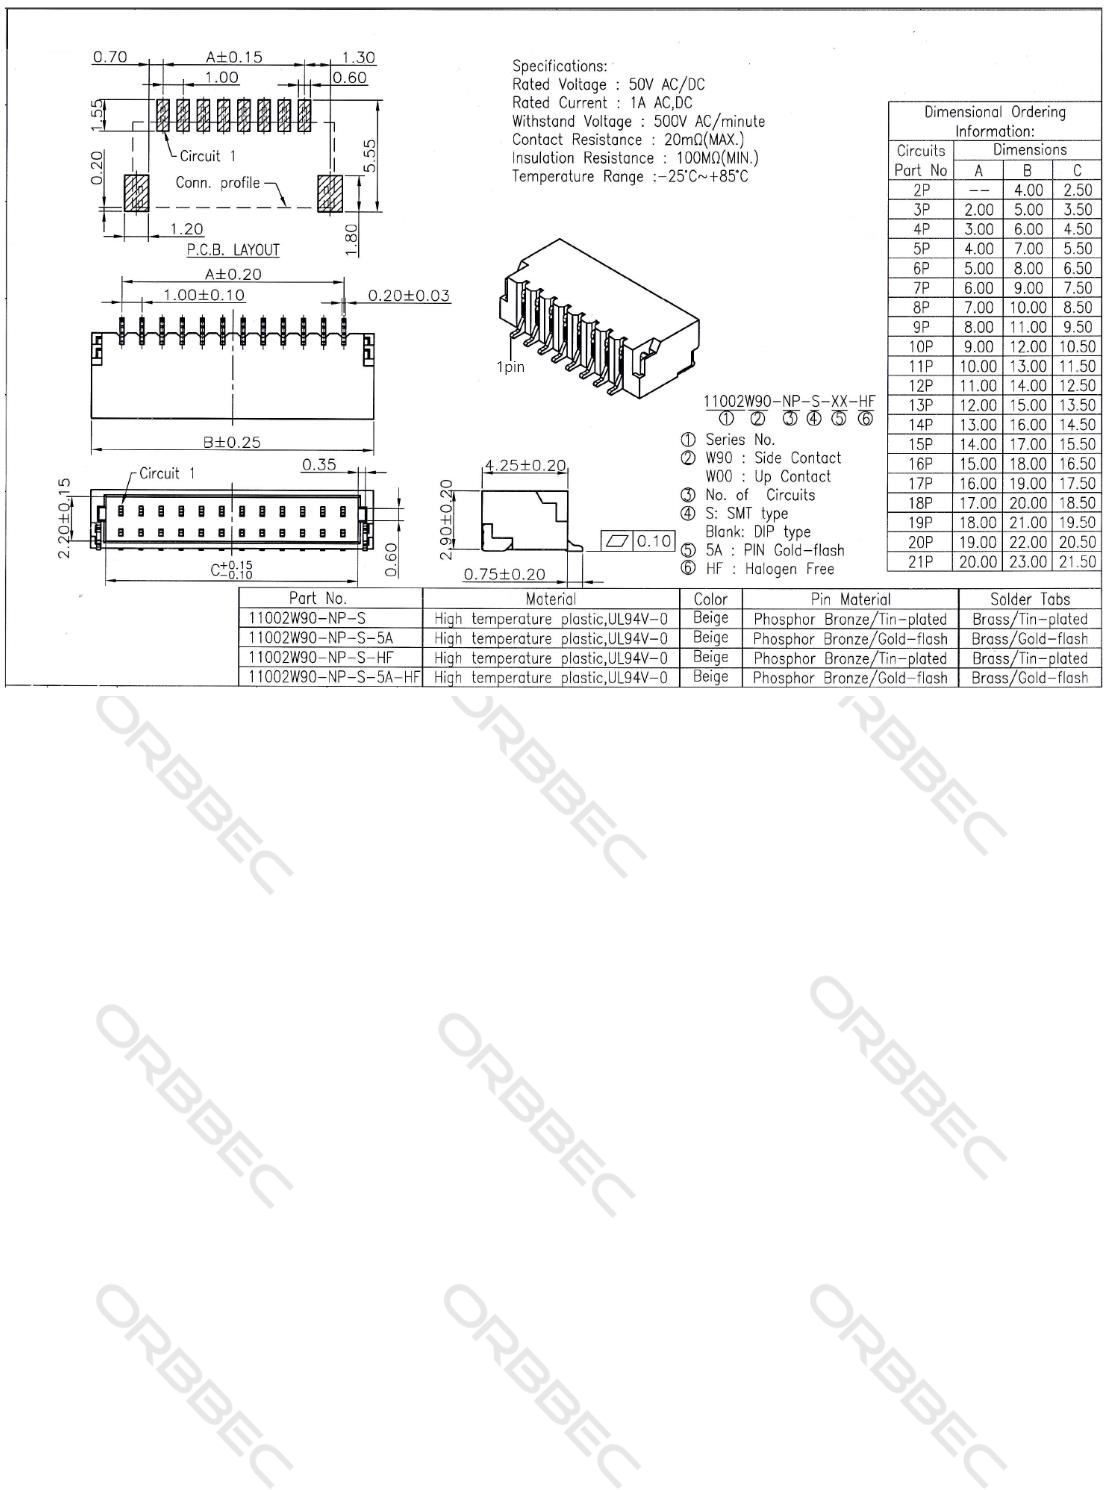 0.70
A±0.15
1.30
1.00
0.60
1.55
Circuit 1
0.20
Conn. profile
5.55
1.20
1.80
P.C.B. LAYOUT
A±0.20
1.00±0.10
0.20±0.03
B±0.25
Circuit 1
0.35
2.20±0.15
C+0.15
-0.10
0.60
Specifications:
Rated Voltage : 50V AC/DC
Rated Current : 1A AC,DC
Withstand Voltage : 500V AC/minute
Contact Resistance : 20mΩ(MAX.)
Insulation Resistance : 100MΩ(MIN.)
Temperature Range :-25°C~+85°C
1pin
4.25±0.20
2.90±0.20
0.10
0.75±0.20
11002W90-NP-S-XX-HF
① ② ③ ④ ⑤ ⑥
① Series No.
② W90 : Side Contact
W00 : Up Contact
③ No. of Circuits
④ S: SMT type
Blank: DIP type
⑤ 5A : PIN Gold-flash
⑥ HF : Halogen Free
Dimensional Ordering
Information:
Circuits Dimensions
Part No A B C
2P -- 4.00 2.50
3P 2.00 5.00 3.50
4P 3.00 6.00 4.50
5P 4.00 7.00 5.50
6P 5.00 8.00 6.50
7P 6.00 9.00 7.50
8P 7.00 10.00 8.50
9P 8.00 11.00 9.50
10P 9.00 12.00 10.50
11P 10.00 13.00 11.50
12P 11.00 14.00 12.50
13P 12.00 15.00 13.50
14P 13.00 16.00 14.50
15P 14.00 17.00 15.50
16P 15.00 18.00 16.50
17P 16.00 19.00 17.50
18P 17.00 20.00 18.50
19P 18.00 21.00 19.50
20P 19.00 22.00 20.50
21P 20.00 23.00 21.50
Part No. Material Color Pin Material Solder Tabs
11002W90-NP-S High temperature plastic,UL94V-0 Beige Phosphor Bronze/Tin-plated Brass/Tin-plated
11002W90-NP-S-5A High temperature plastic,UL94V-0 Beige Phosphor Bronze/Gold-flash Brass/Gold-flash
11002W90-NP-S-HF High temperature plastic,UL94V-0 Beige Phosphor Bronze/Tin-plated Brass/Tin-plated
11002W90-NP-S-5A-HF High temperature plastic,UL94V-0 Beige Phosphor Bronze/Gold-flash Brass/Gold-flash
ORBBEC
ORBBEC
ORBBEC
ORBBEC
ORBBEC
ORBBEC
ORBBEC
ORBBEC
ORBBEC